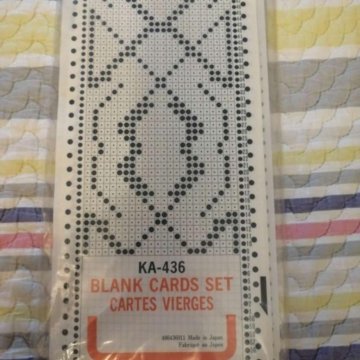 KA-436
BLANK CARDS SET
CARTES VIERGES
Made in Japan
Fabriqué au Japon